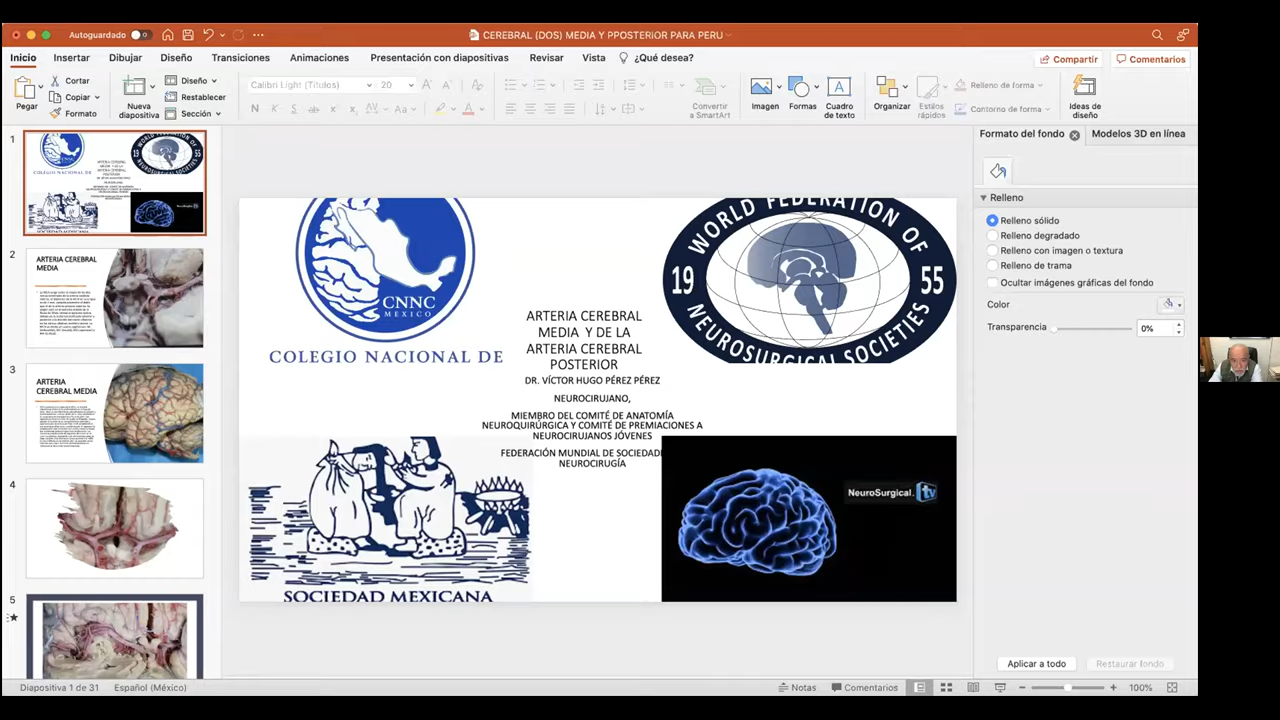 Autoguardado
CEREBRAL (DOS) MEDIA Y PPOSTERIOR PARA PERU
Inicio Insertar Dibujar Diseño Transiciones Animaciones Presentación con diapositivas Revisar Vista ¿Qué desea? Compartir Comentarios
Pegar Cortar Copiar Formato
Nueva diapositiva Diseño Restablecer Sección
Calibri Light (Títulos) 20
Convertir a SmartArt
Imagen Formas Cuadro de texto
Organizar Estilos rápidos Relleno de forma Contorno de forma
Ideas de diseño
Formato del fondo Modelos 3D en línea
Relleno
Relleno sólido
Relleno degradado
Relleno con imagen o textura
Relleno de trama
Ocultar imágenes gráficas del fondo
Color
Transparencia 0%
Aplicar a todo Restaurar fondo
1
2
ARTERIA CEREBRAL
MEDIA
3
ARTERIA
CEREBRAL MEDIA
4
5
CNNC
MÉXICO
COLEGIO NACIONAL DE
WORLD FEDERATION OF
19 55
NEUROSURGICAL SOCIETIES
ARTERIA CEREBRAL
MEDIA Y DE LA
ARTERIA CEREBRAL
POSTERIOR
DR. VÍCTOR HUGO PÉREZ PÉREZ
NEUROCIRUJANO,
MIEMBRO DEL COMITÉ DE ANATOMÍA
NEUROQUIRÚRGICA Y COMITÉ DE PREMIACIONES A
NEUROCIRUJANOS JÓVENES
FEDERACIÓN MUNDIAL DE SOCIEDADE
NEUROCIRUGÍA
SOCIEDAD MEXICANA
NeuroSurgical.tv
Diapositiva 1 de 31 Español (México) Notas Comentarios 100%